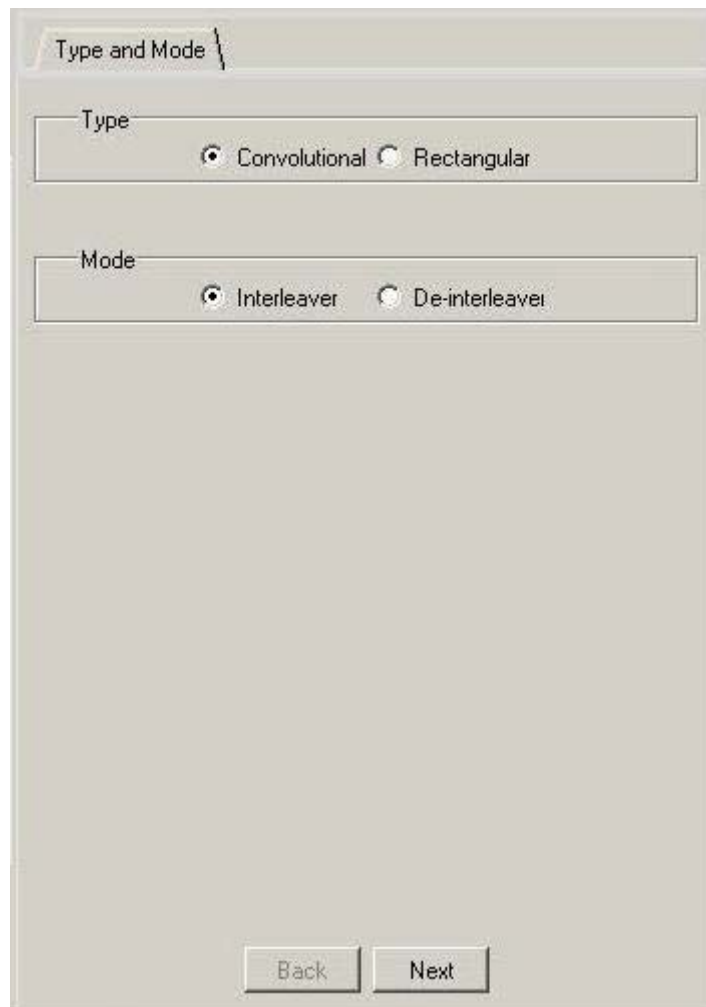 Type and Mode
Type
Convolutional Rectangular
Mode
Interleaver De-interleaver
Back Next